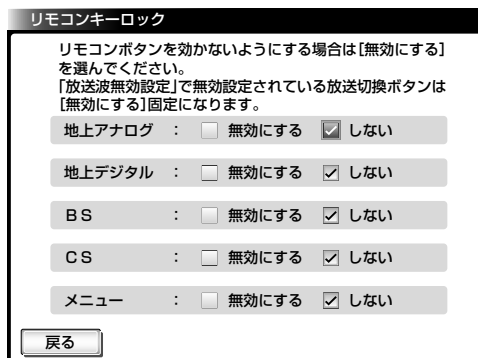 リモコンキーロック
リモコンボタンを効かないようにする場合は[無効にする]
を選んでください。
「放送波無効設定」で無効設定されている放送切換ボタンは
[無効にする]固定になります。
地上アナログ : 無効にする しない
地上デジタル : 無効にする しない
BS : 無効にする しない
CS : 無効にする しない
メニュー : 無効にする しない
戻る